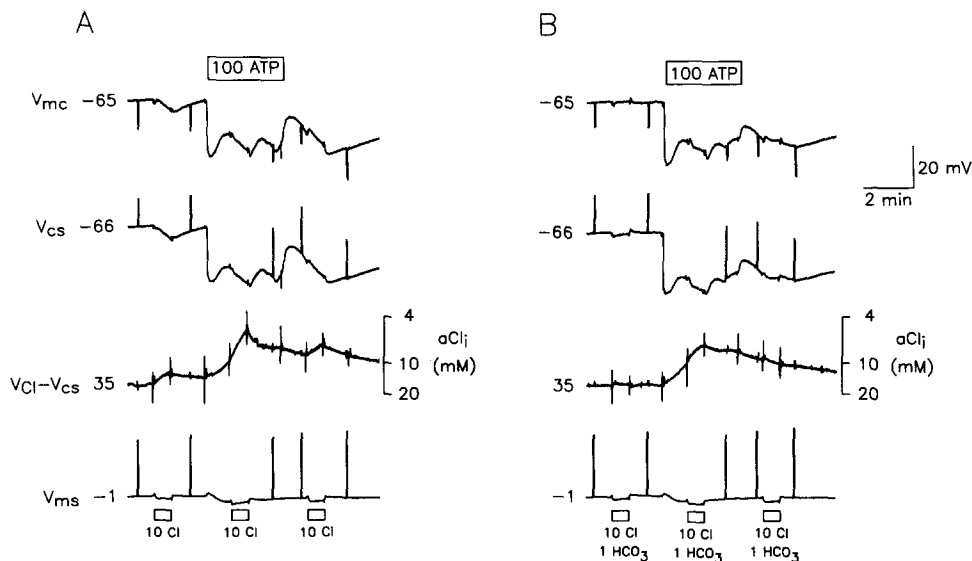 A
100 ATP
Vmc -65
Vcs -66
VCl-Vcs 35
4
10
20
aCli
(mM)
Vms -1
10 Cl
10 Cl
10 Cl
B
100 ATP
-65
20 mV
2 min
-66
35
4
10
20
aCli
(mM)
-1
10 Cl
1 HCO3
10 Cl
1 HCO3
10 Cl
1 HCO3